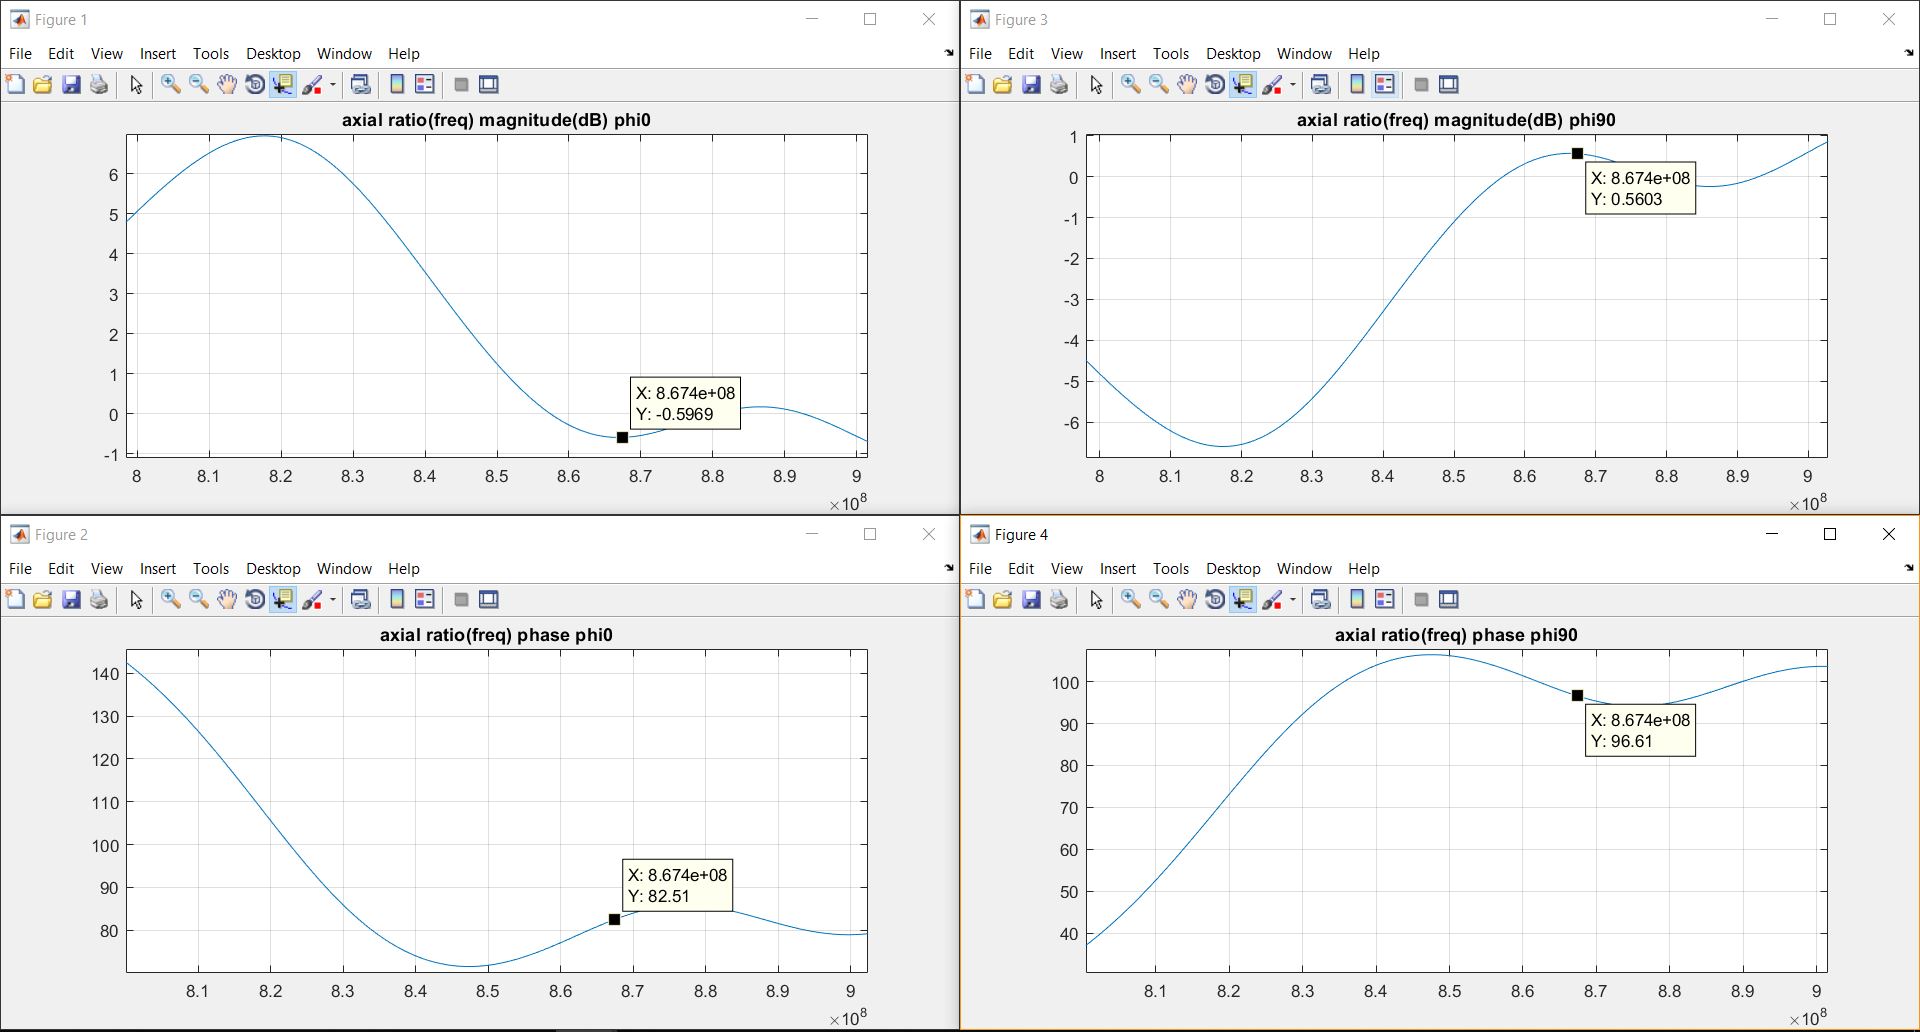 Figure 1
File Edit View Insert Tools Desktop Window Help
axial ratio(freq) magnitude(dB) phi0
6
5
4
3
2
1
0
-1
X: 8.674e+08
Y: -0.5969
8 8.1 8.2 8.3 8.4 8.5 8.6 8.7 8.8 8.9 9
×10^8
Figure 3
File Edit View Insert Tools Desktop Window Help
axial ratio(freq) magnitude(dB) phi90
1
0
-1
-2
-3
-4
-5
-6
X: 8.674e+08
Y: 0.5603
8 8.1 8.2 8.3 8.4 8.5 8.6 8.7 8.8 8.9 9
×10^8
Figure 2
File Edit View Insert Tools Desktop Window Help
axial ratio(freq) phase phi0
140
130
120
110
100
90
80
X: 8.674e+08
Y: 82.51
8.1 8.2 8.3 8.4 8.5 8.6 8.7 8.8 8.9 9
×10^8
Figure 4
File Edit View Insert Tools Desktop Window Help
axial ratio(freq) phase phi90
100
90
80
70
60
50
40
X: 8.674e+08
Y: 96.61
8.1 8.2 8.3 8.4 8.5 8.6 8.7 8.8 8.9 9
×10^8